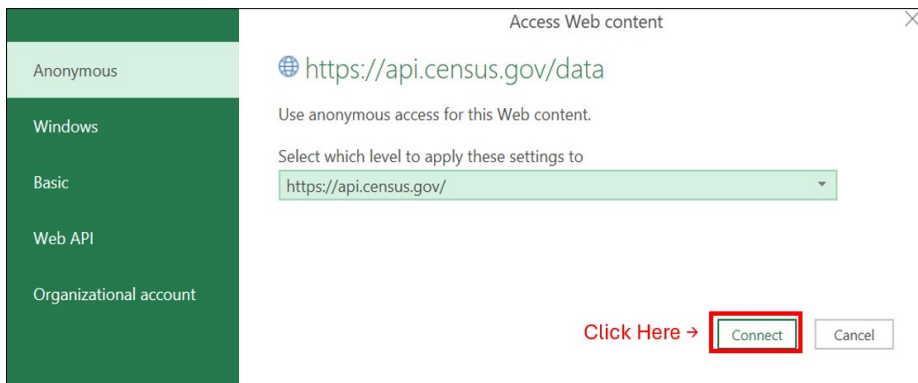 Access Web content
Anonymous
Windows
Basic
Web API
Organizational account
https://api.census.gov/data
Use anonymous access for this Web content.
Select which level to apply these settings to
https://api.census.gov/
Click Here → Connect Cancel